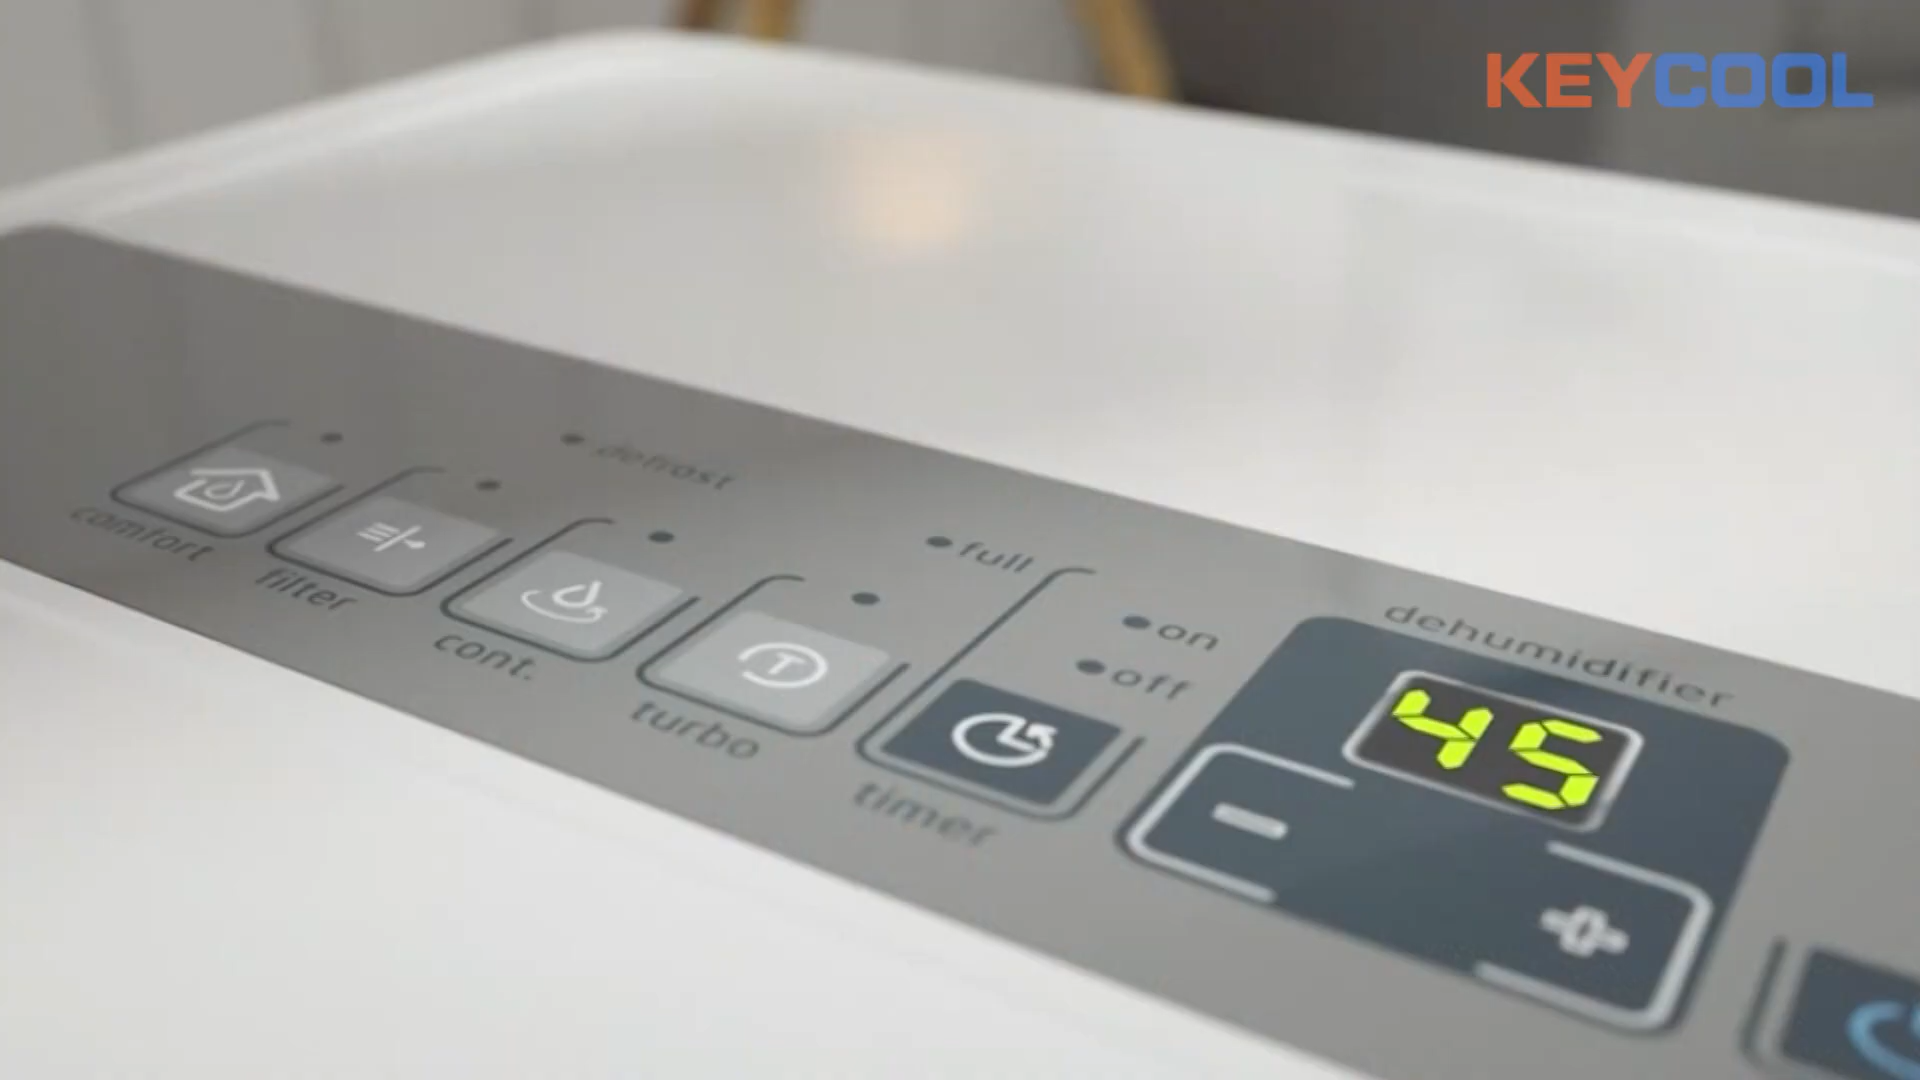 KEYCOOL
defrost
comfort
filter
cont.
turbo
full
on
off
timer
dehumidifier
45
T